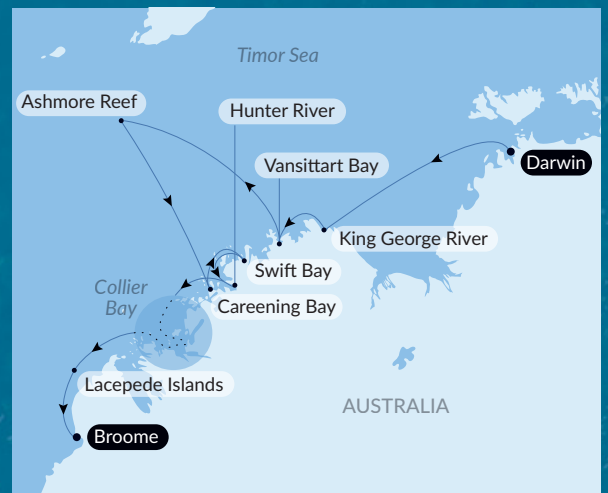 Timor Sea
Ashmore Reef
Hunter River
Vansittart Bay
Darwin
King George River
Swift Bay
Collier
Bay
Careening Bay
Lacepede Islands
AUSTRALIA
Broome